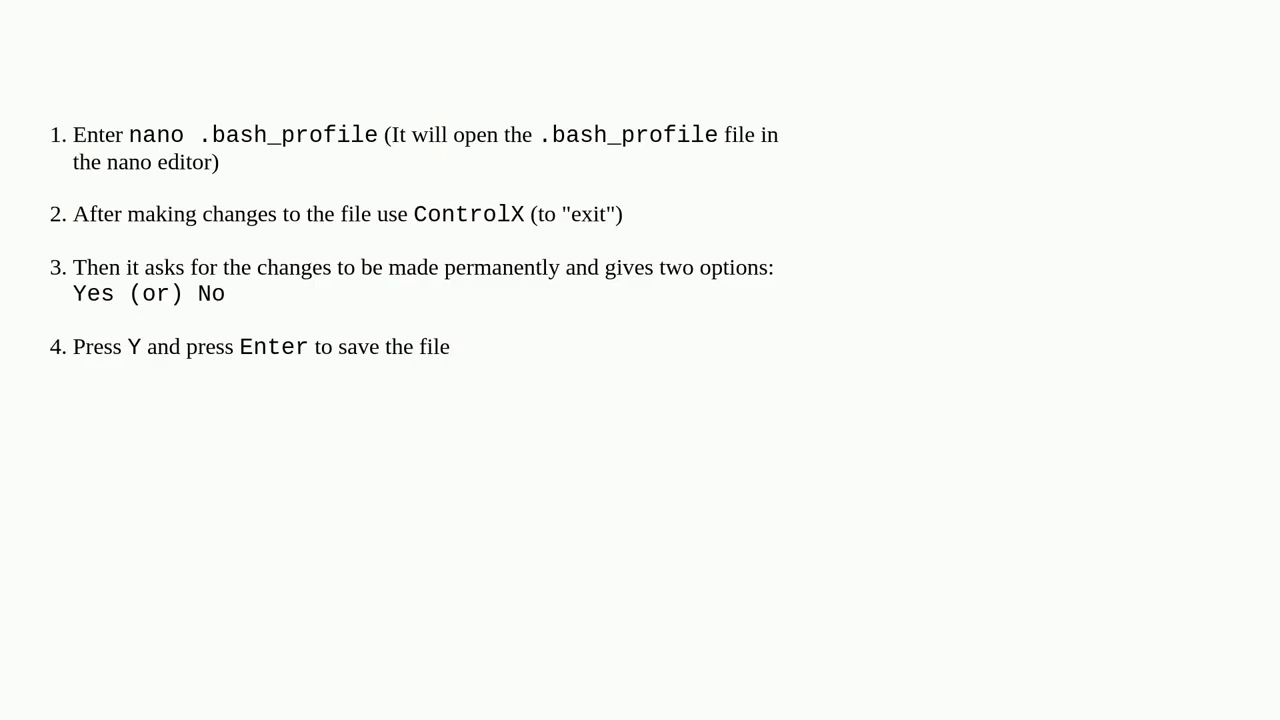 1. Enter nano .bash_profile (It will open the .bash_profile file in
the nano editor)
2. After making changes to the file use ControlX (to "exit")
3. Then it asks for the changes to be made permanently and gives two options:
Yes (or) No
4. Press Y and press Enter to save the file